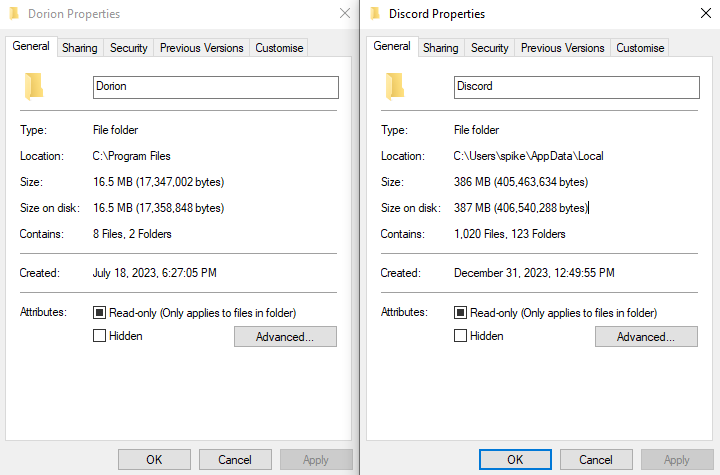 Dorion Properties
General Sharing Security Previous Versions Customise
Dorion
Type: File folder
Location: C:\Program Files
Size: 16.5 MB (17,347,002 bytes)
Size on disk: 16.5 MB (17,358,848 bytes)
Contains: 8 Files, 2 Folders
Created: July 18, 2023, 6:27:05 PM
Attributes: Read-only (Only applies to files in folder)
Hidden Advanced...
OK Cancel Apply
Discord Properties
General Sharing Security Previous Versions Customise
Discord
Type: File folder
Location: C:\Users\spike\AppData\Local
Size: 386 MB (405,463,634 bytes)
Size on disk: 387 MB (406,540,288 bytes)
Contains: 1,020 Files, 123 Folders
Created: December 31, 2023, 12:49:55 PM
Attributes: Read-only (Only applies to files in folder)
Hidden Advanced...
OK Cancel Apply